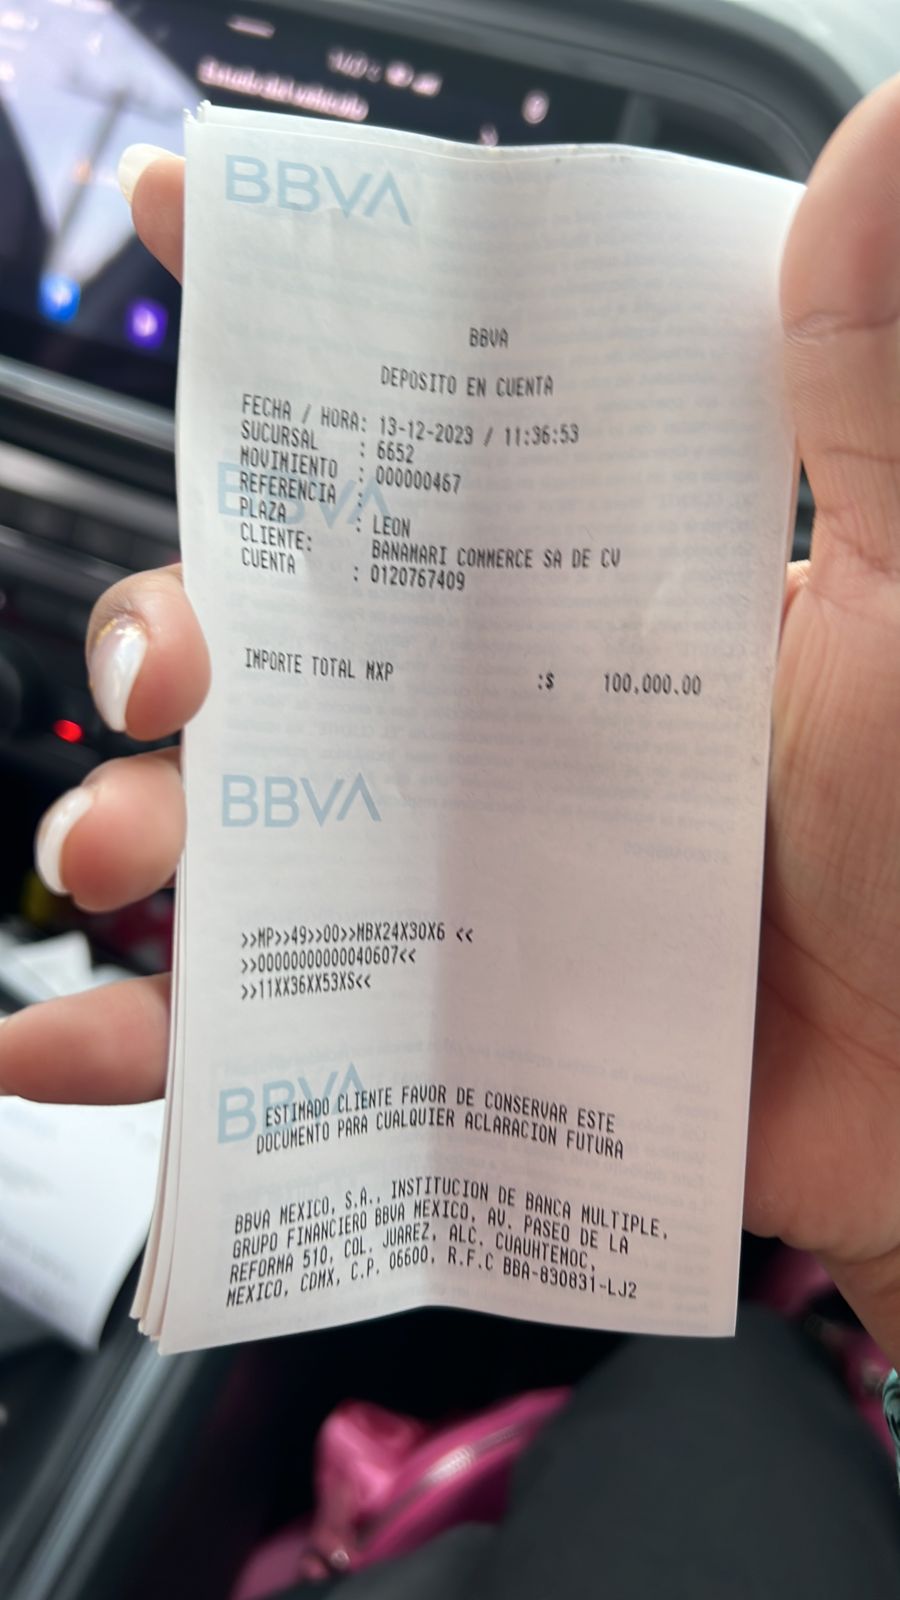 BBVA
BBVA
DEPOSITO EN CUENTA
FECHA / HORA: 13-12-2023 / 11:36:53
SUCURSAL : 6652
MOVIMIENTO : 000000467
REFERENCIA :
PLAZA : LEON
CLIENTE: BANAMARI COMMERCE SA DE CV
CUENTA : 0120767409
BBVA
IMPORTE TOTAL MXP :$ 100,000.00
BBVA
>>MP>>49>>00>>MBX24X30X6 <<
>>00000000000040607<<
>>11XX36XX53XS<<
BBVA
ESTIMADO CLIENTE FAVOR DE CONSERVAR ESTE
DOCUMENTO PARA CUALQUIER ACLARACION FUTURA
BBVA MEXICO, S.A., INSTITUCION DE BANCA MULTIPLE,
GRUPO FINANCIERO BBVA MEXICO, AV. PASEO DE LA
REFORMA 510, COL. JUAREZ, ALC. CUAUHTEMOC,
MEXICO, CDMX, C.P. 06600, R.F.C BBA-830831-LJ2